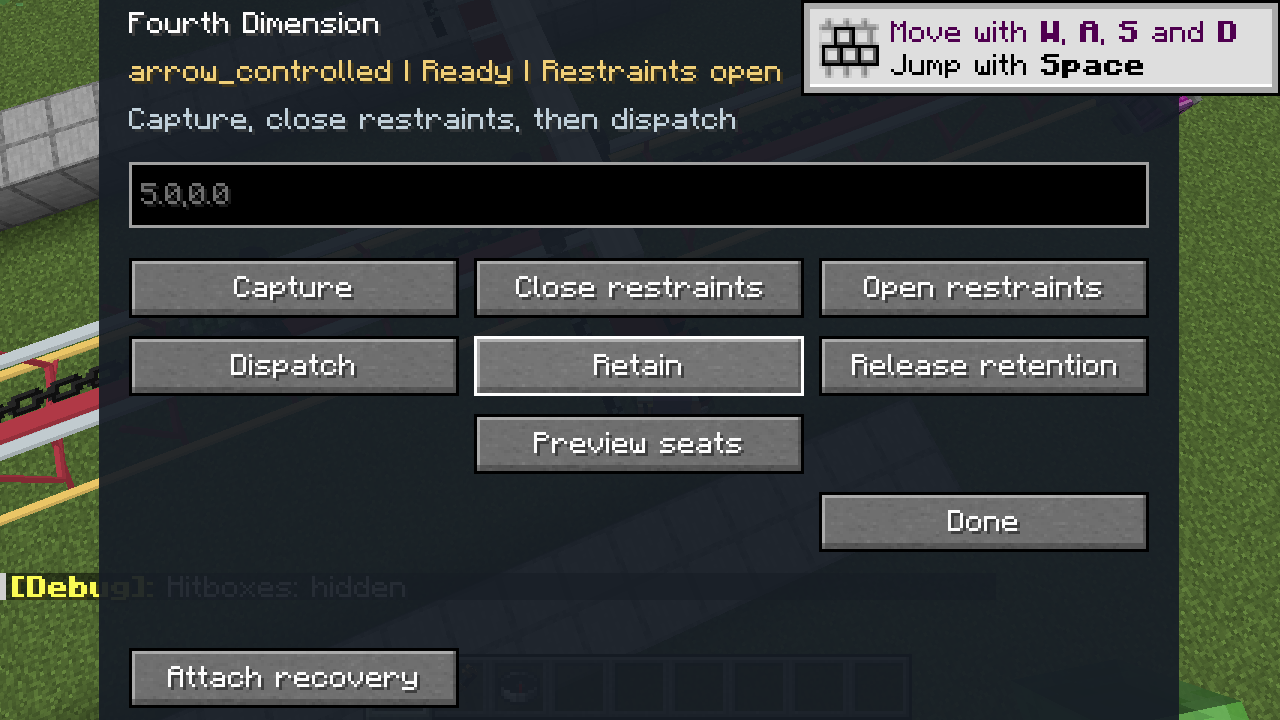 Fourth Dimension
arrow_controlled | Ready | Restraints open
Capture, close restraints, then dispatch
Move with W, A, S and D
Jump with Space
5.0,0.0
Capture
Close restraints
Open restraints
Dispatch
Retain
Release retention
Preview seats
Done
[Debug]: Hitboxes: hidden
Attach recovery